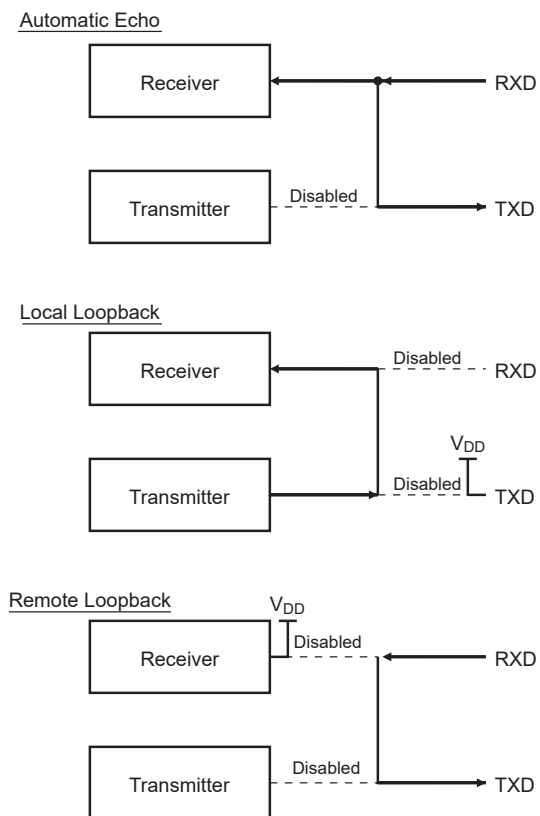 Automatic Echo
Receiver
RXD
Transmitter
Disabled
TXD
Local Loopback
Receiver
Disabled
RXD
VDD
Transmitter
Disabled
TXD
Remote Loopback
VDD
Receiver
Disabled
RXD
Transmitter
Disabled
TXD